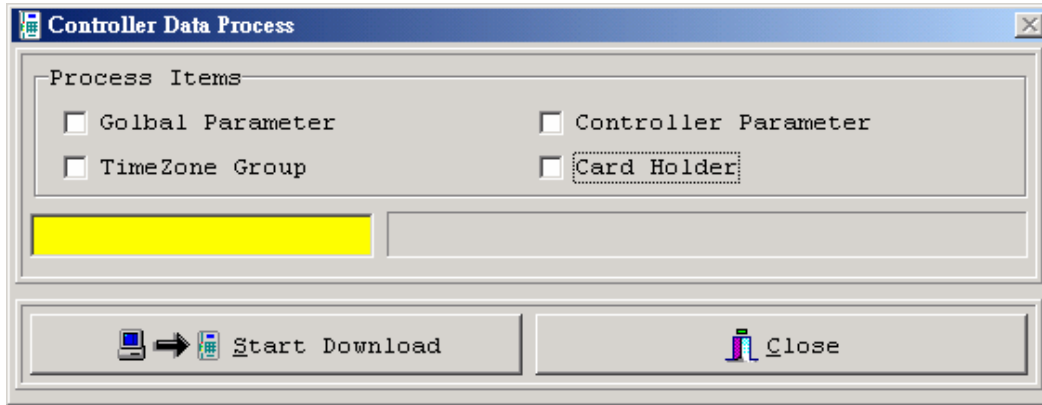 Controller Data Process
Process Items
Golbal Parameter
Controller Parameter
TimeZone Group
Card Holder
Start Download
Close